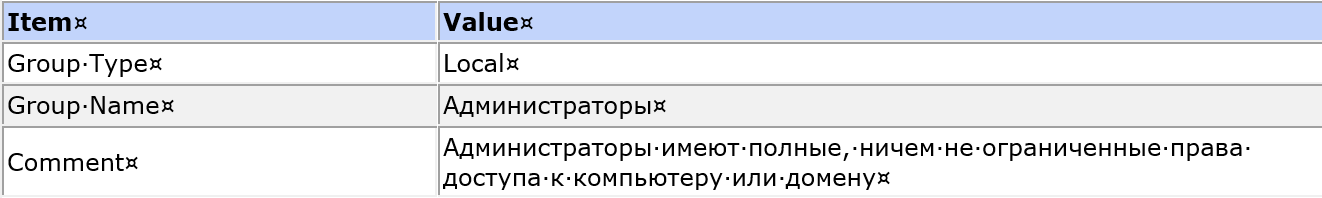 Item¤ Value¤
Group·Type¤ Local¤
Group·Name¤ Администраторы¤
Comment¤ Администраторы·имеют·полные,·ничем·не·ограниченные·права·
доступа·к·компьютеру·или·домену¤